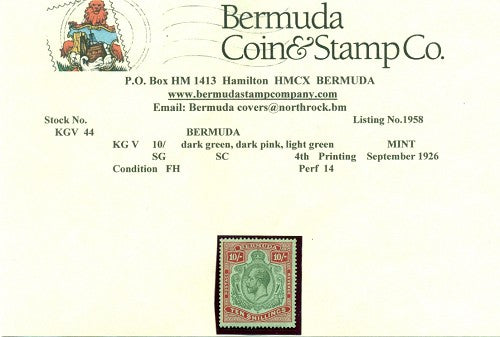 Bermuda
Coin&Stamp Co.
P.O. Box HM 1413 Hamilton HMCX BERMUDA
www.bermudastampcompany.com
Email: Bermuda covers@northrock.bm
Stock No. Listing No.1958
KGV 44 BERMUDA
KG V 10/ dark green, dark pink, light green MINT
SG SC 4th Printing September 1926
Condition FH Perf 14
BERMUDA
10/- 10/-
TEN SHILLINGS